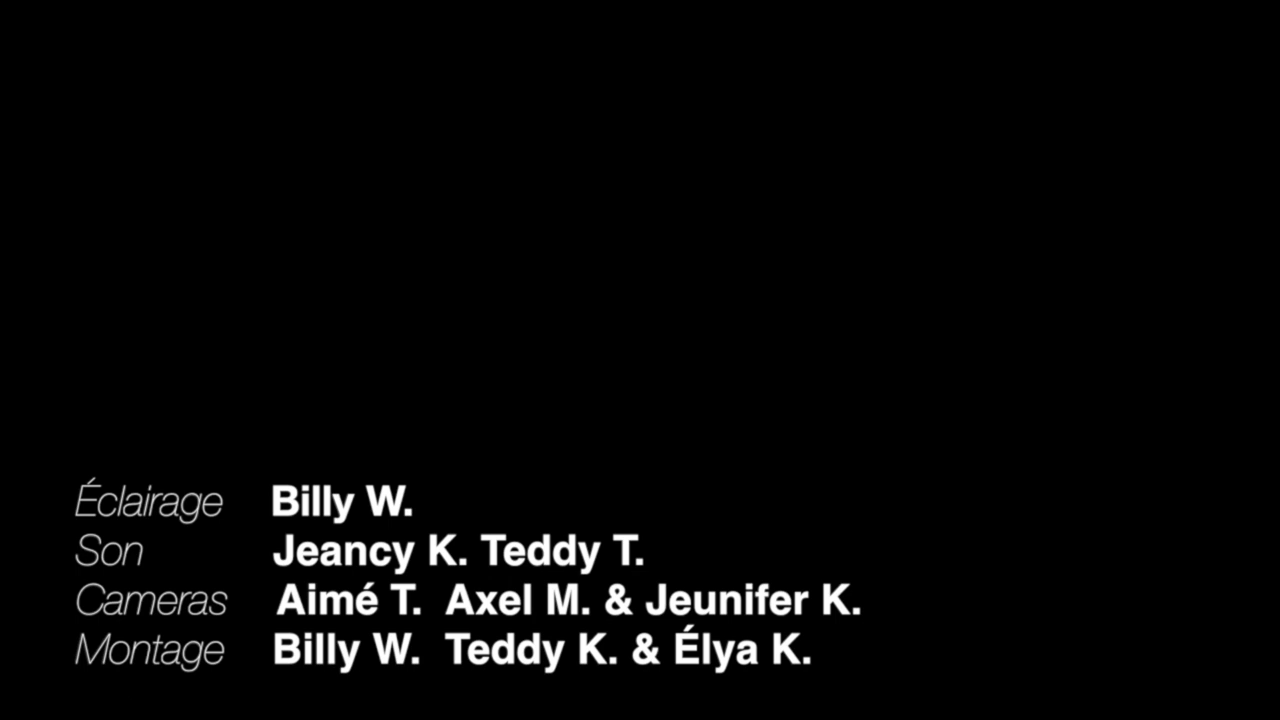 Éclairage Billy W.
Son Jeancy K. Teddy T.
Cameras Aimé T. Axel M. & Jeunifer K.
Montage Billy W. Teddy K. & Élya K.